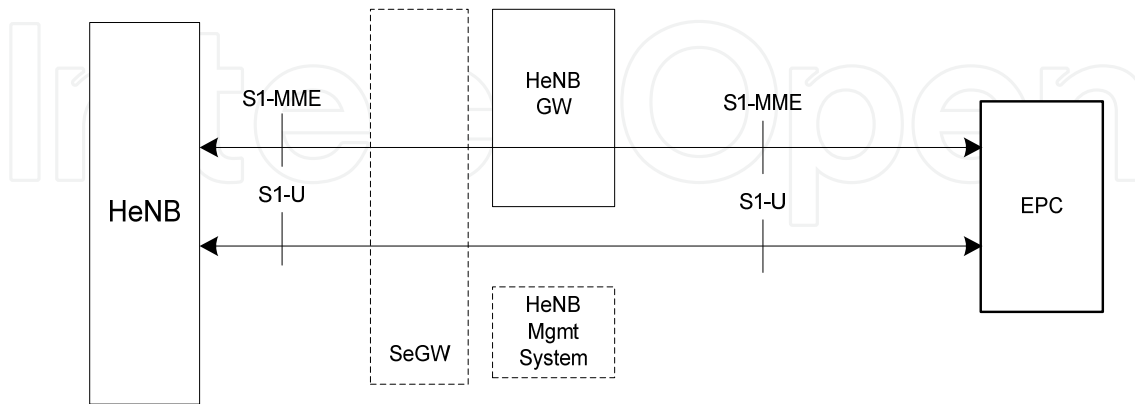 IntechOpen
HeNB
GW
S1-MME
S1-MME
S1-U
S1-U
HeNB
EPC
HeNB
Mgmt
System
SeGW